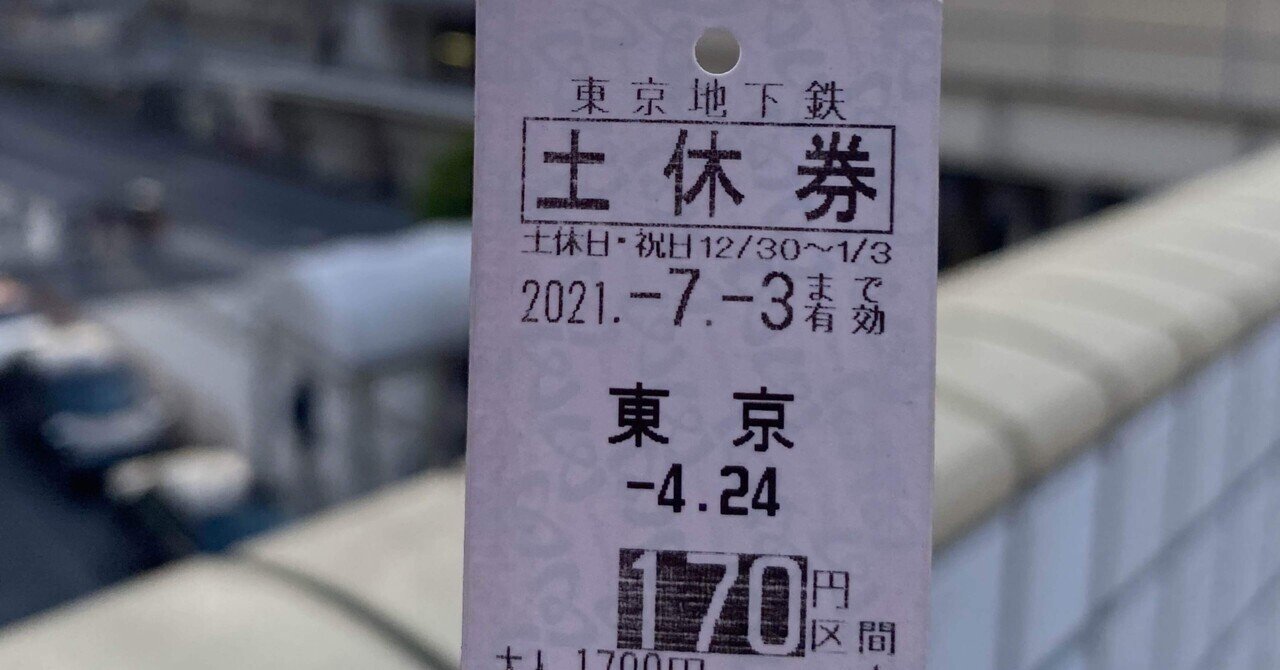 東京地下鉄
土休券
土休日・祝日12/30〜1/3
2021.-7.-3まで有効
東京
-4.24
170円区間